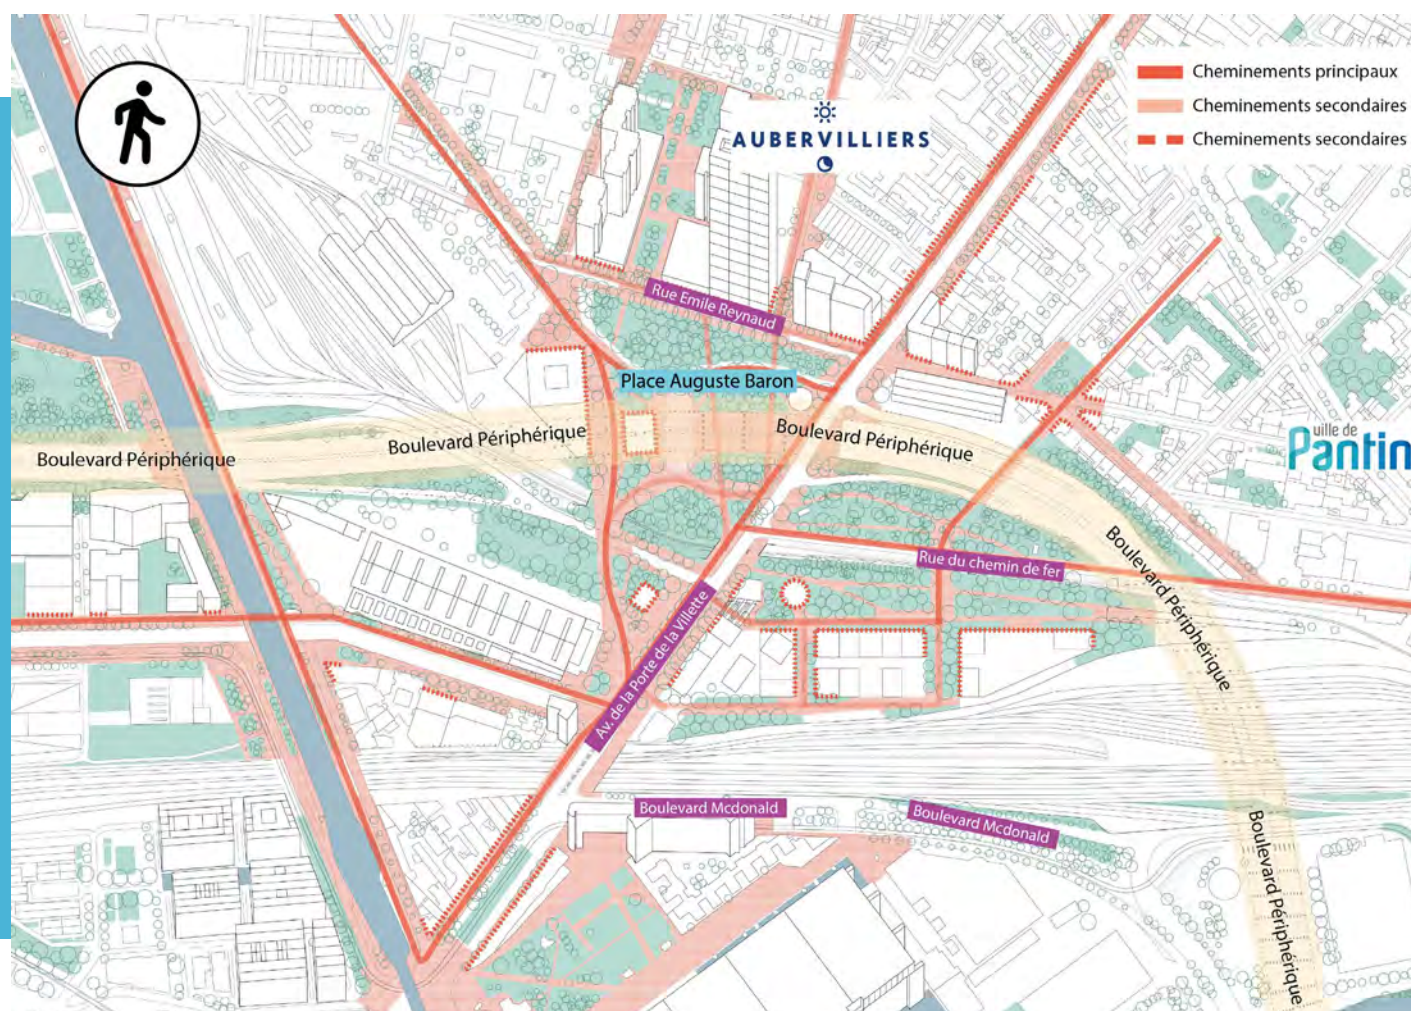 Cheminements principaux
Cheminements secondaires
Cheminements secondaires
AUBERVILLIERS
Rue Emile Reynaud
Place Auguste Baron
Boulevard Périphérique
Boulevard Périphérique
Boulevard Périphérique
ville de
Pantin
Boulevard Périphérique
Rue du chemin de fer
Av. de la Porte de la Villette
Boulevard Mcdonald
Boulevard Mcdonald
Boulevard Périphérique